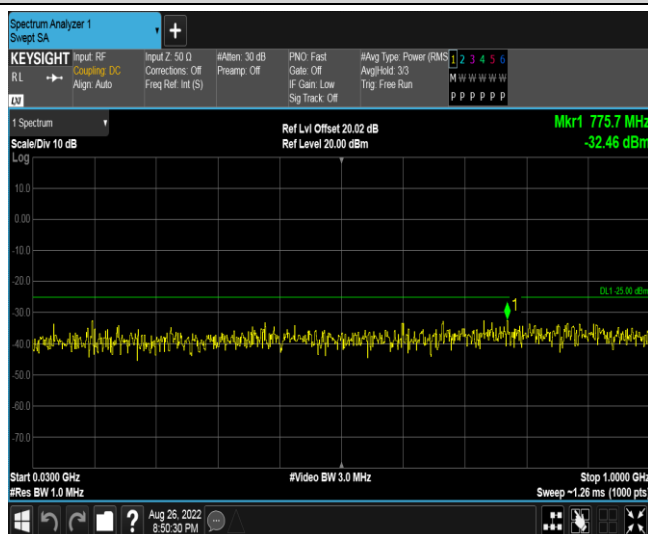 Spectrum Analyzer 1
Swept SA
+
KEYSIGHT
RL
LXI
Input: RF
Coupling: DC
Align: Auto
Input Z: 50 Ω
Corrections: Off
Freq Ref: Int (S)
#Atten: 30 dB
Preamp: Off
PNO: Fast
Gate: Off
IF Gain: Low
Sig Track: Off
#Avg Type: Power (RMS
Avg|Hold: 3/3
Trig: Free Run
1 2 3 4 5 6
M W W W W W
P P P P P P
1 Spectrum
Scale/Div 10 dB
Log
Ref Lvl Offset 20.02 dB
Ref Level 20.00 dBm
Mkr1 775.7 MHz
-32.46 dBm
10.0
0.00
-10.0
-20.0
-30.0
-40.0
-50.0
-60.0
-70.0
DL1 -25.00 dBm
1
Start 0.0300 GHz
#Res BW 1.0 MHz
#Video BW 3.0 MHz
Stop 1.0000 GHz
Sweep ~1.26 ms (1000 pts)
?
Aug 26, 2022
8:50:30 PM